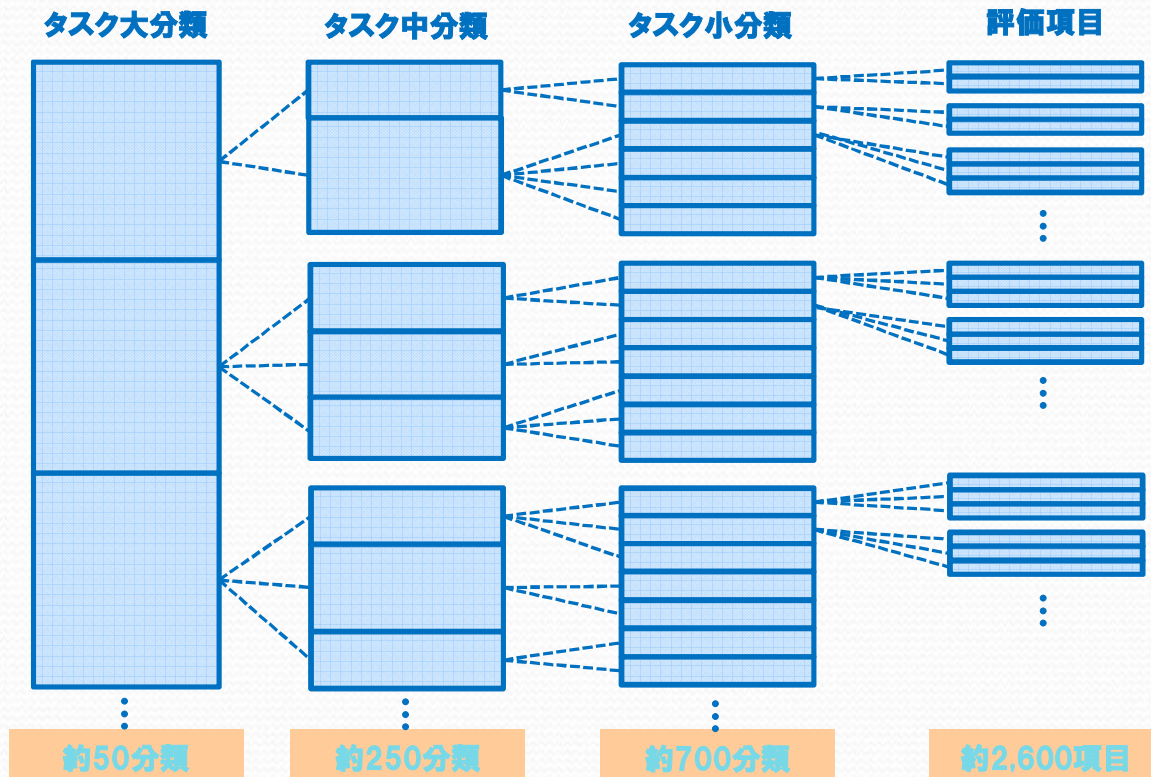 タスク大分類
タスク中分類
タスク小分類
評価項目
約50分類
約250分類
約700分類
約2,600項目